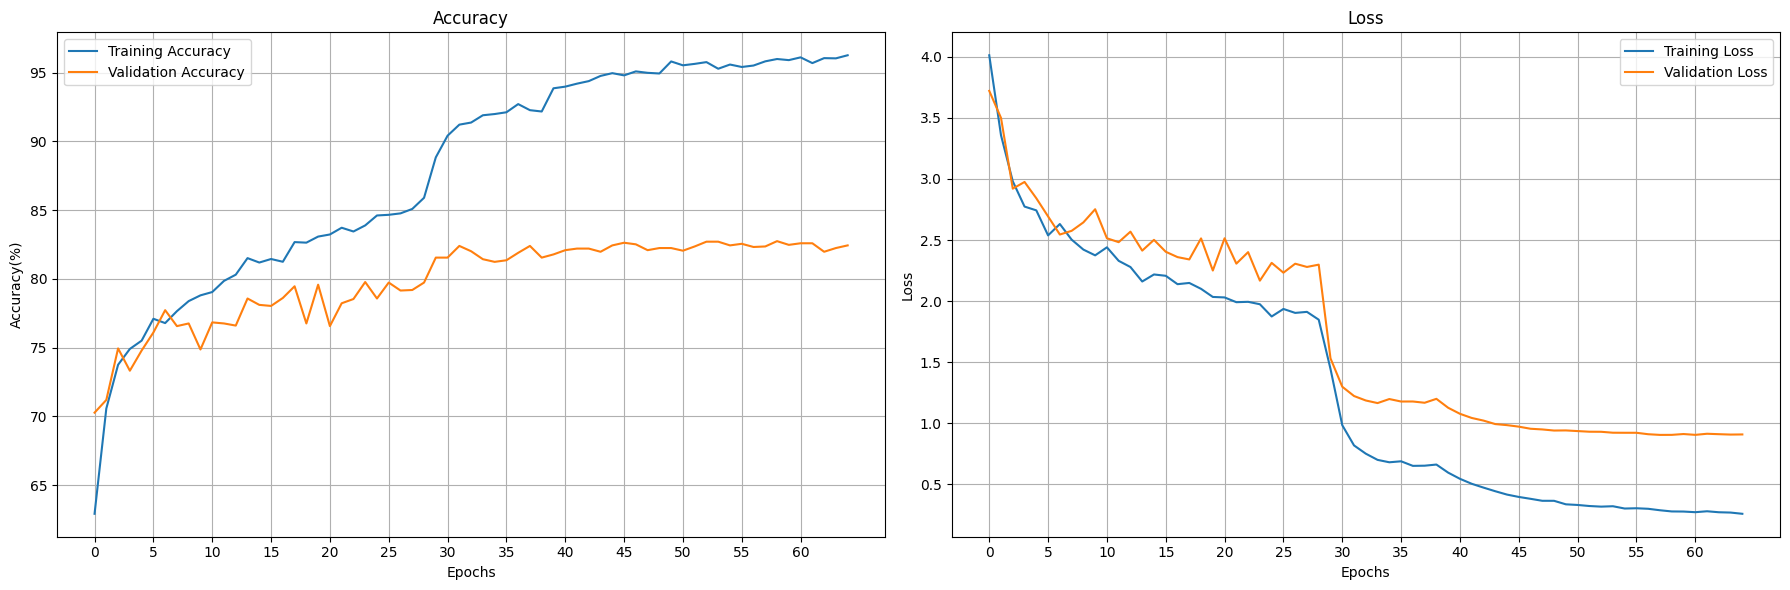 Accuracy
Training Accuracy
Validation Accuracy
95
90
85
80
75
70
65
Accuracy(%)
0 5 10 15 20 25 30 35 40 45 50 55 60
Epochs
Loss
Training Loss
Validation Loss
4.0
3.5
3.0
2.5
2.0
1.5
1.0
0.5
Loss
0 5 10 15 20 25 30 35 40 45 50 55 60
Epochs